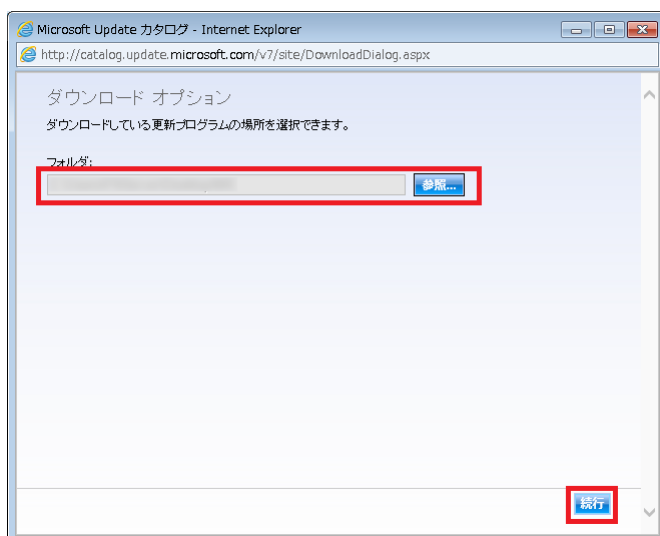 Microsoft Update カタログ - Internet Explorer
http://catalog.update.microsoft.com/v7/site/DownloadDialog.aspx
ダウンロード オプション
ダウンロードしている更新プログラムの場所を選択できます。
フォルダ:
参照...
続行